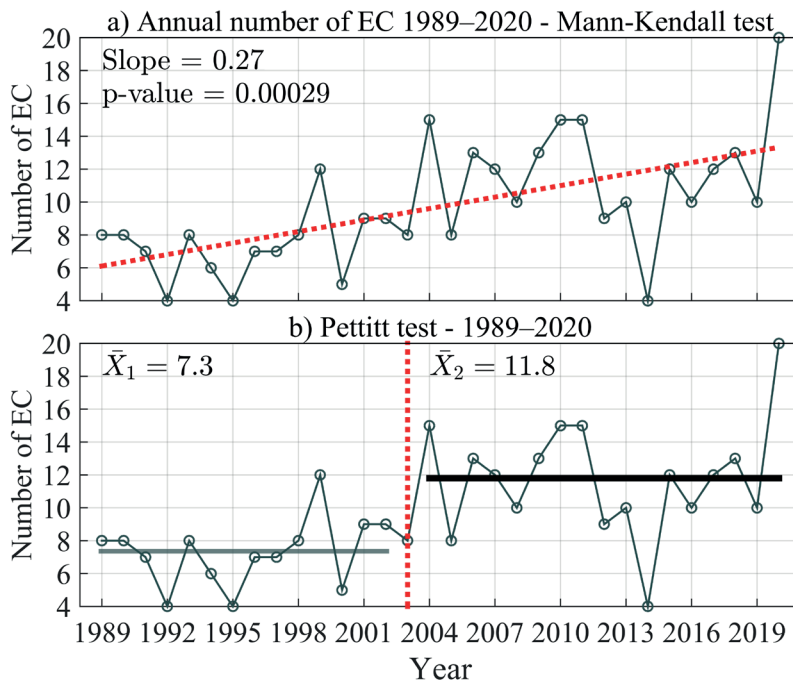 a) Annual number of EC 1989–2020 - Mann-Kendall test
Slope = 0.27
p-value = 0.00029
20
18
16
14
12
10
8
6
4
Number of EC
b) Pettitt test - 1989–2020
X̄₁ = 7.3
X̄₂ = 11.8
20
18
16
14
12
10
8
6
4
Number of EC
1989 1992 1995 1998 2001 2004 2007 2010 2013 2016 2019
Year